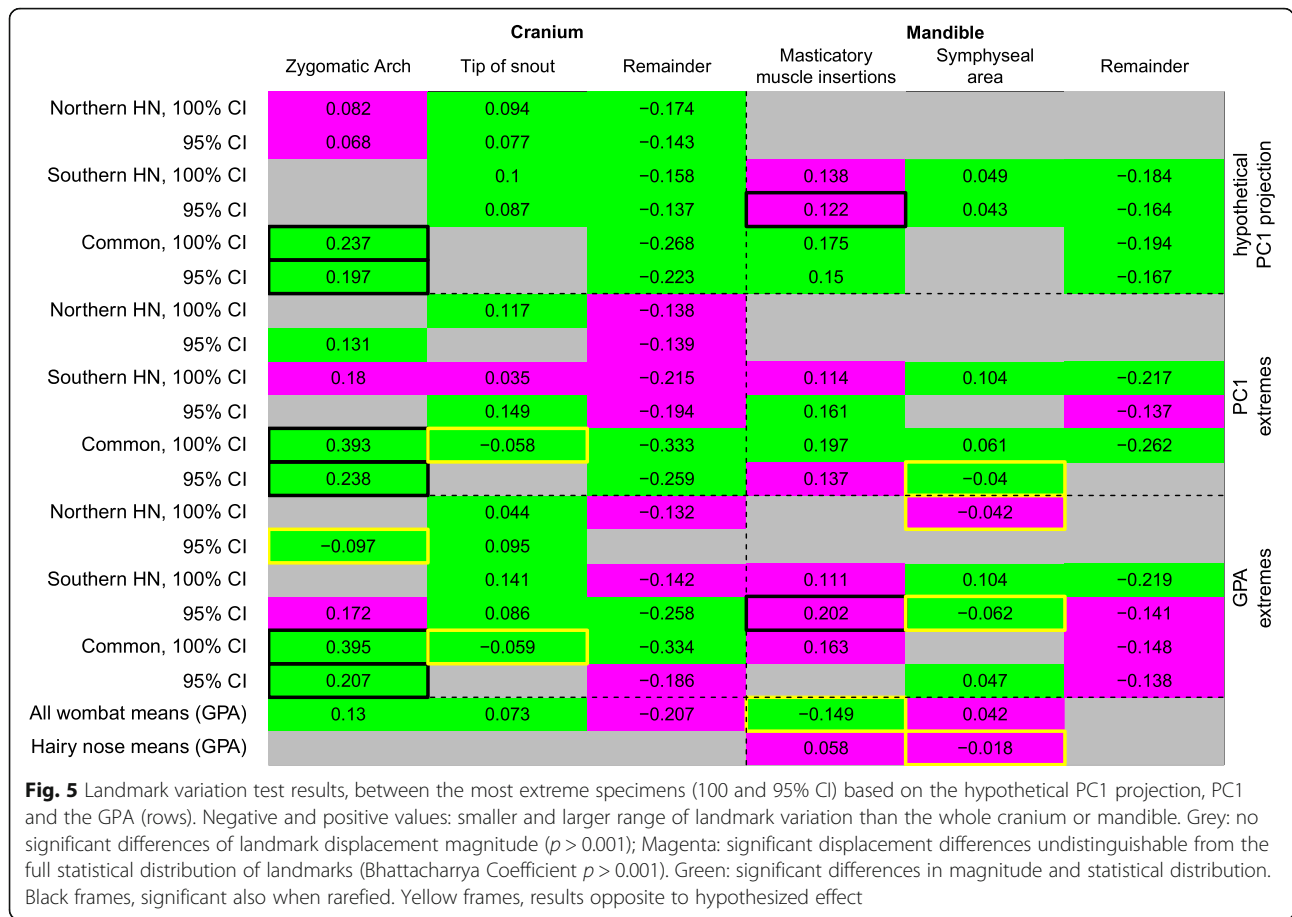 Cranium Mandible
Zygomatic Arch Tip of snout Remainder Masticatory muscle insertions Symphyseal area Remainder
Northern HN, 100% CI 0.082 0.094 −0.174
95% CI 0.068 0.077 −0.143
Southern HN, 100% CI 0.1 −0.158 0.138 0.049 −0.184
95% CI 0.087 −0.137 0.122 0.043 −0.164
Common, 100% CI 0.237 −0.268 0.175 −0.194
95% CI 0.197 −0.223 0.15 −0.167
hypothetical
PC1 projection
Northern HN, 100% CI 0.117 −0.138
95% CI 0.131 −0.139
Southern HN, 100% CI 0.18 0.035 −0.215 0.114 0.104 −0.217
95% CI 0.149 −0.194 0.161 −0.137
Common, 100% CI 0.393 −0.058 −0.333 0.197 0.061 −0.262
95% CI 0.238 −0.259 0.137 −0.04
PC1
extremes
Northern HN, 100% CI 0.044 −0.132 −0.042
95% CI −0.097 0.095
Southern HN, 100% CI 0.141 −0.142 0.111 0.104 −0.219
95% CI 0.172 0.086 −0.258 0.202 −0.062 −0.141
Common, 100% CI 0.395 −0.059 −0.334 0.163 −0.148
95% CI 0.207 −0.186 0.047 −0.138
GPA
extremes
All wombat means (GPA) 0.13 0.073 −0.207 −0.149 0.042
Hairy nose means (GPA) 0.058 −0.018
Fig. 5 Landmark variation test results, between the most extreme specimens (100 and 95% CI) based on the hypothetical PC1 projection, PC1
and the GPA (rows). Negative and positive values: smaller and larger range of landmark variation than the whole cranium or mandible. Grey: no
significant differences of landmark displacement magnitude (p > 0.001); Magenta: significant displacement differences undistinguishable from the
full statistical distribution of landmarks (Bhattacharrya Coefficient p > 0.001). Green: significant differences in magnitude and statistical distribution.
Black frames, significant also when rarefied. Yellow frames, results opposite to hypothesized effect